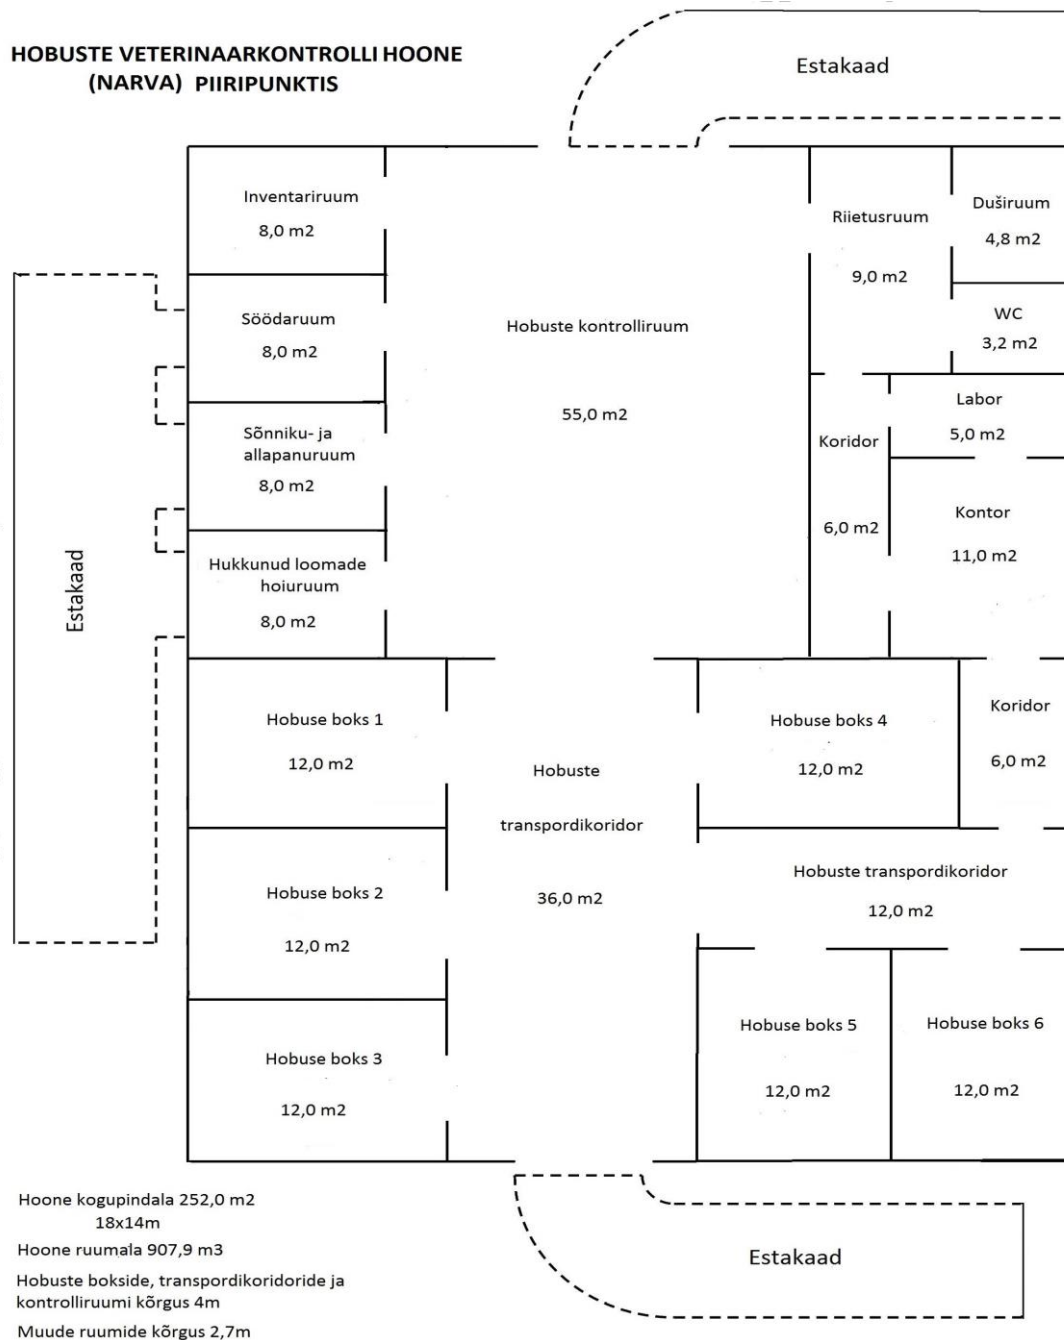 HOBUSTE VETERINAARKONTROLLI HOONE
(NARVA) PIIRIPUNKTIS
Estakaad
Inventariruum
8,0 m2
Söödaruum
8,0 m2
Sõnniku- ja
allapanuruum
8,0 m2
Hukkunud loomade
hoiuruum
8,0 m2
Estakaad
Hobuste kontrolliruum
55,0 m2
Riietusruum
9,0 m2
Duširuum
4,8 m2
WC
3,2 m2
Labor
5,0 m2
Koridor
6,0 m2
Kontor
11,0 m2
Hobuse boks 1
12,0 m2
Hobuse boks 2
12,0 m2
Hobuse boks 3
12,0 m2
Hobuste
transpordikoridor
36,0 m2
Hobuse boks 4
12,0 m2
Koridor
6,0 m2
Hobuste transpordikoridor
12,0 m2
Hobuse boks 5
12,0 m2
Hobuse boks 6
12,0 m2
Hoone kogupindala 252,0 m2
18x14m
Hoone ruumala 907,9 m3
Hobuste bokside, transpordikoridoride ja
kontrolliruumi kõrgus 4m
Muude ruumide kõrgus 2,7m
Estakaad